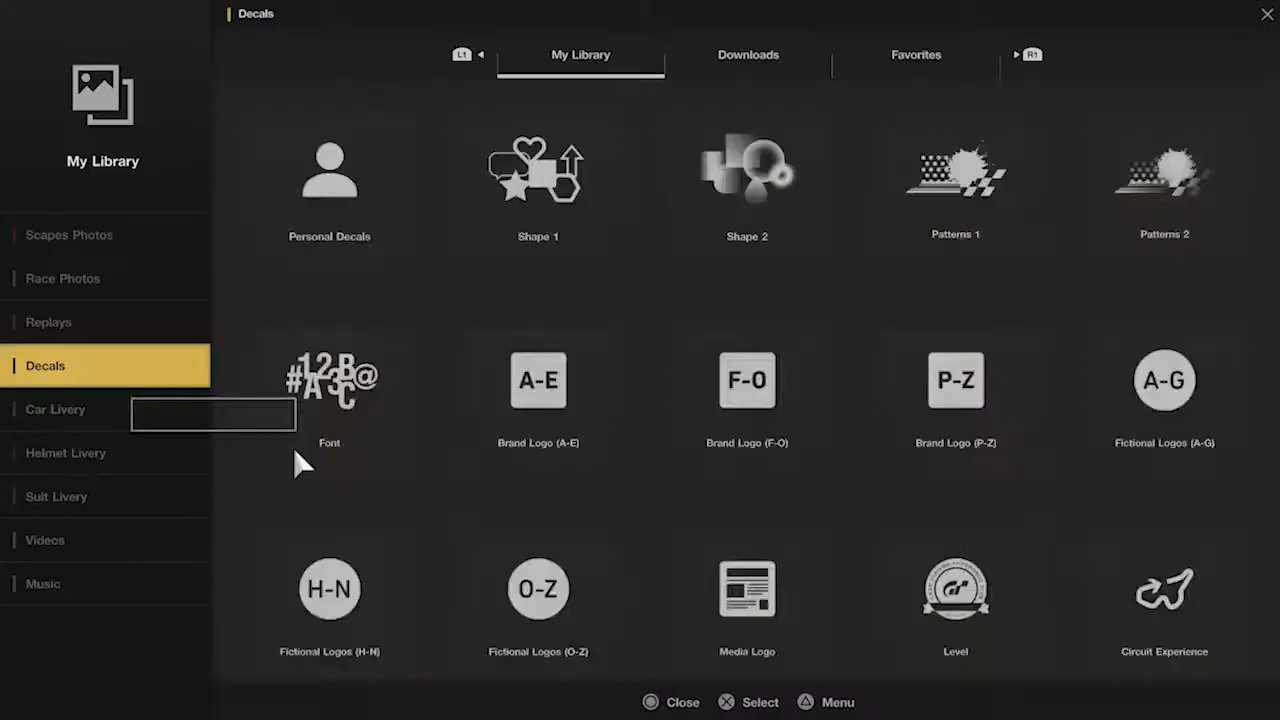 Decals
L1
My Library
Downloads
Favorites
R1
My Library
Scapes Photos
Race Photos
Replays
Decals
Car Livery
Helmet Livery
Suit Livery
Videos
Music
Personal Decals
Shape 1
Shape 2
Patterns 1
Patterns 2
#123BC@A
Font
A-E
Brand Logo (A-E)
F-O
Brand Logo (F-O)
P-Z
Brand Logo (P-Z)
A-G
Fictional Logos (A-G)
H-N
Fictional Logos (H-N)
O-Z
Fictional Logos (O-Z)
Media Logo
GT
Level
Circuit Experience
Close
Select
Menu